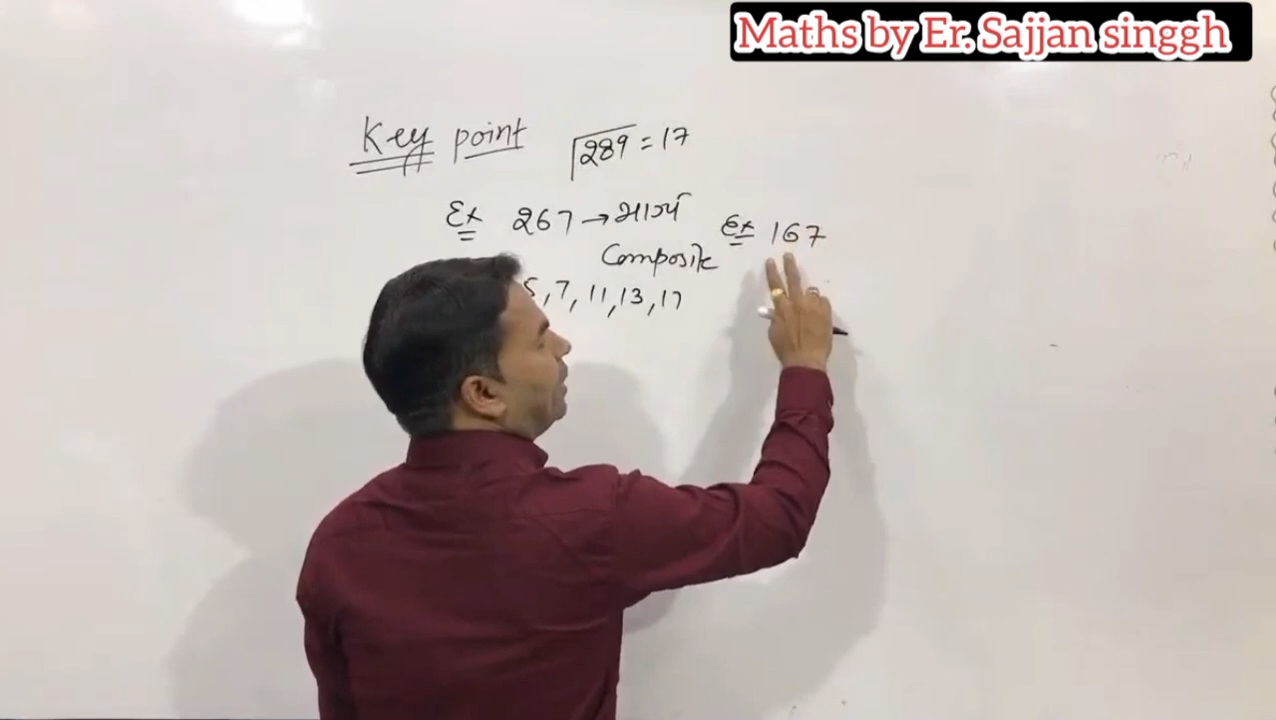 Maths by Er. Sajjan singgh
Key point
√289 = 17
Ex 267 → भाज्य
Composite
Ex 167
5, 7, 11, 13, 17